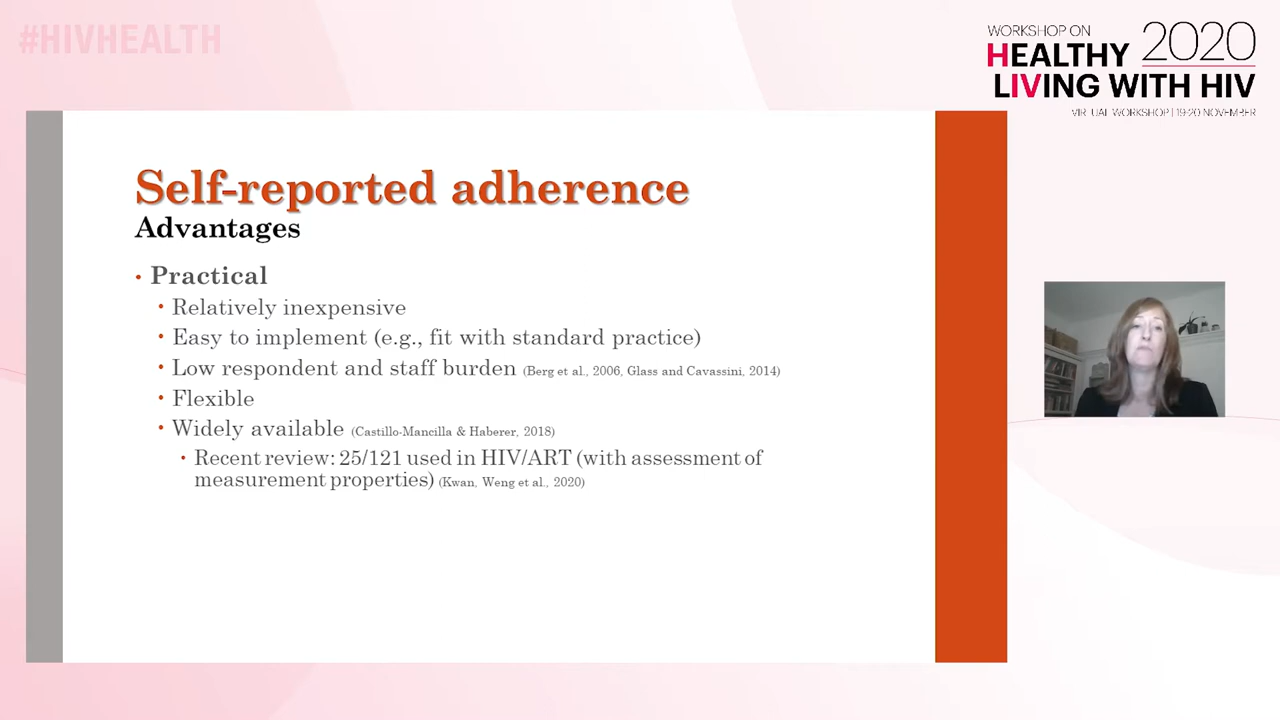 #HIVHEALTH
WORKSHOP ON
HEALTHY 2020
LIVING WITH HIV
VIRTUAL WORKSHOP | 19-20 NOVEMBER
Self-reported adherence
Advantages
• Practical
• Relatively inexpensive
• Easy to implement (e.g., fit with standard practice)
• Low respondent and staff burden (Berg et al., 2006, Glass and Cavassini, 2014)
• Flexible
• Widely available (Castillo-Mancilla & Haberer, 2018)
• Recent review: 25/121 used in HIV/ART (with assessment of
measurement properties) (Kwan, Weng et al., 2020)